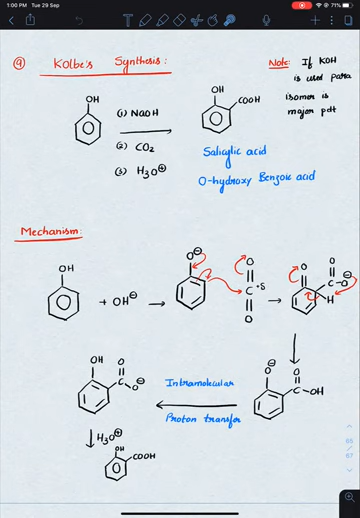 1:00 PM Tue 29 Sep
71%
9 Kolbe's Synthesis:
Note: If KOH
is used para
isomer is
major pdt
OH
(1) NaOH
(2) CO₂
(3) H₃O⊕
OH
COOH
Salicylic acid
O-hydroxy Benzoic acid
Mechanism:
OH
+ OH⊖
O⊖
O
C +δ
O
O
O
C-O⊖
H
OH
O
C-O⊖
Intramolecular
Proton transfer
O⊖
O
C-OH
H₃O⊕
OH
COOH
65
67